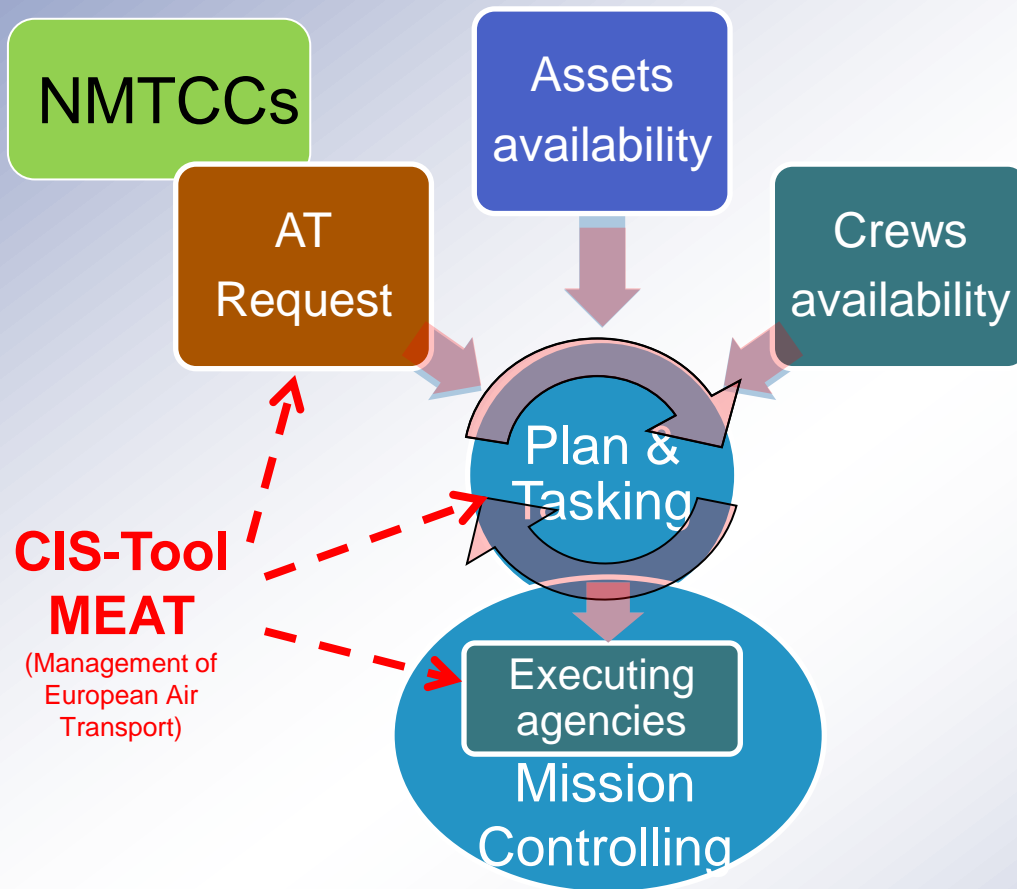 NMTCCs
AT
Request
Assets
availability
Crews
availability
Plan &
Tasking
CIS-Tool
MEAT
(Management of
European Air
Transport)
Executing
agencies
Mission
Controlling